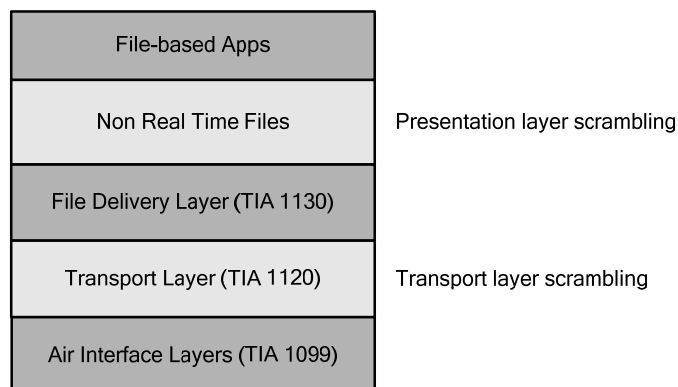 File-based Apps
Non Real Time Files
Presentation layer scrambling
File Delivery Layer (TIA 1130)
Transport Layer (TIA 1120)
Transport layer scrambling
Air Interface Layers (TIA 1099)